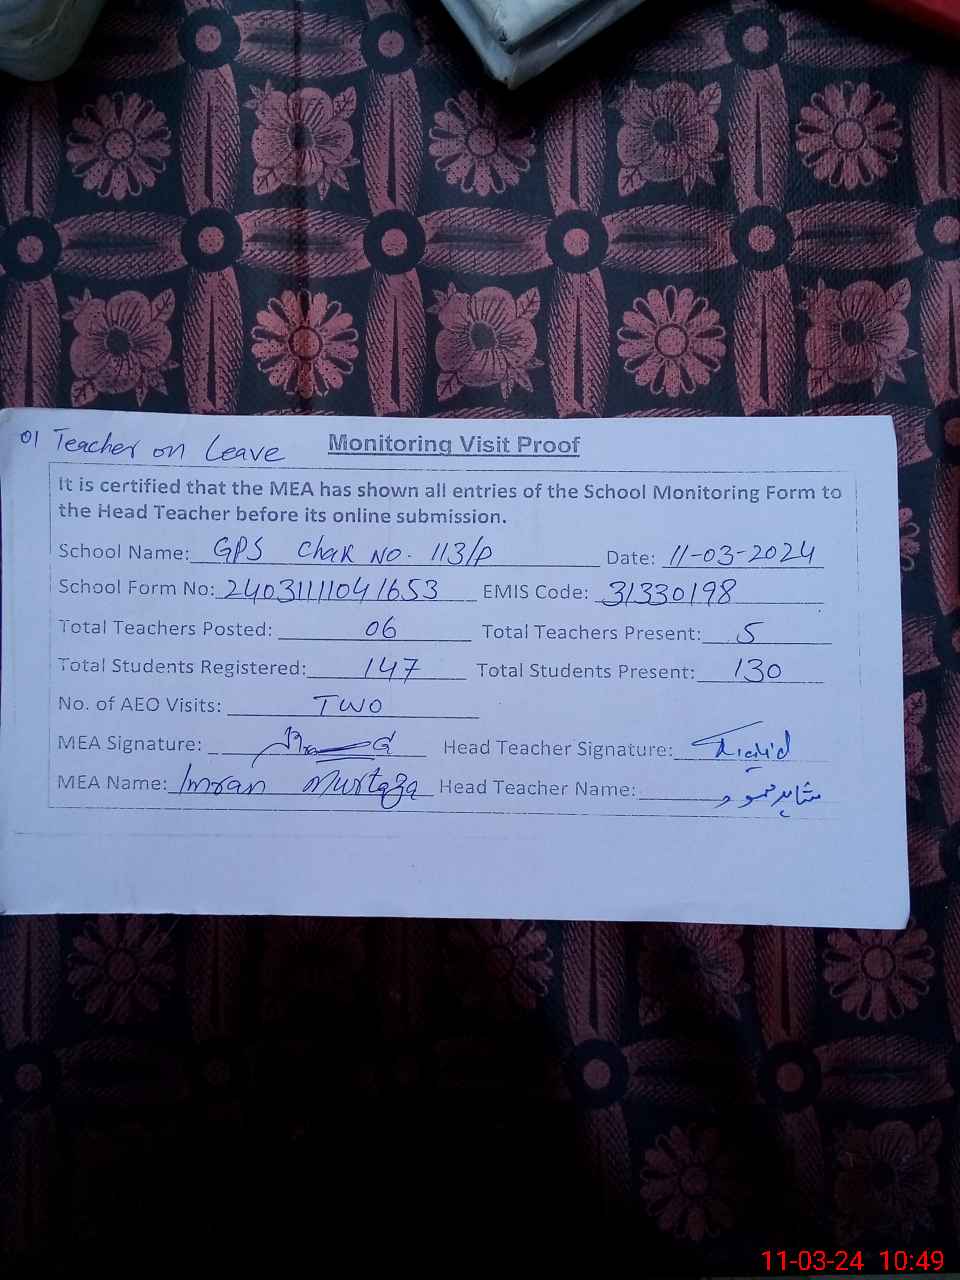 01 Teacher on Leave
Monitoring Visit Proof
It is certified that the MEA has shown all entries of the School Monitoring Form to
the Head Teacher before its online submission.
School Name: GPS Chak No. 113/P Date: 11-03-2024
School Form No: 24031111041653 EMIS Code: 31330198
Total Teachers Posted: 06 Total Teachers Present: 5
Total Students Registered: 147 Total Students Present: 130
No. of AEO Visits: TWO
MEA Signature: Head Teacher Signature:
MEA Name: Imran Murtaza Head Teacher Name: شاہد حمود
11-03-24 10:49